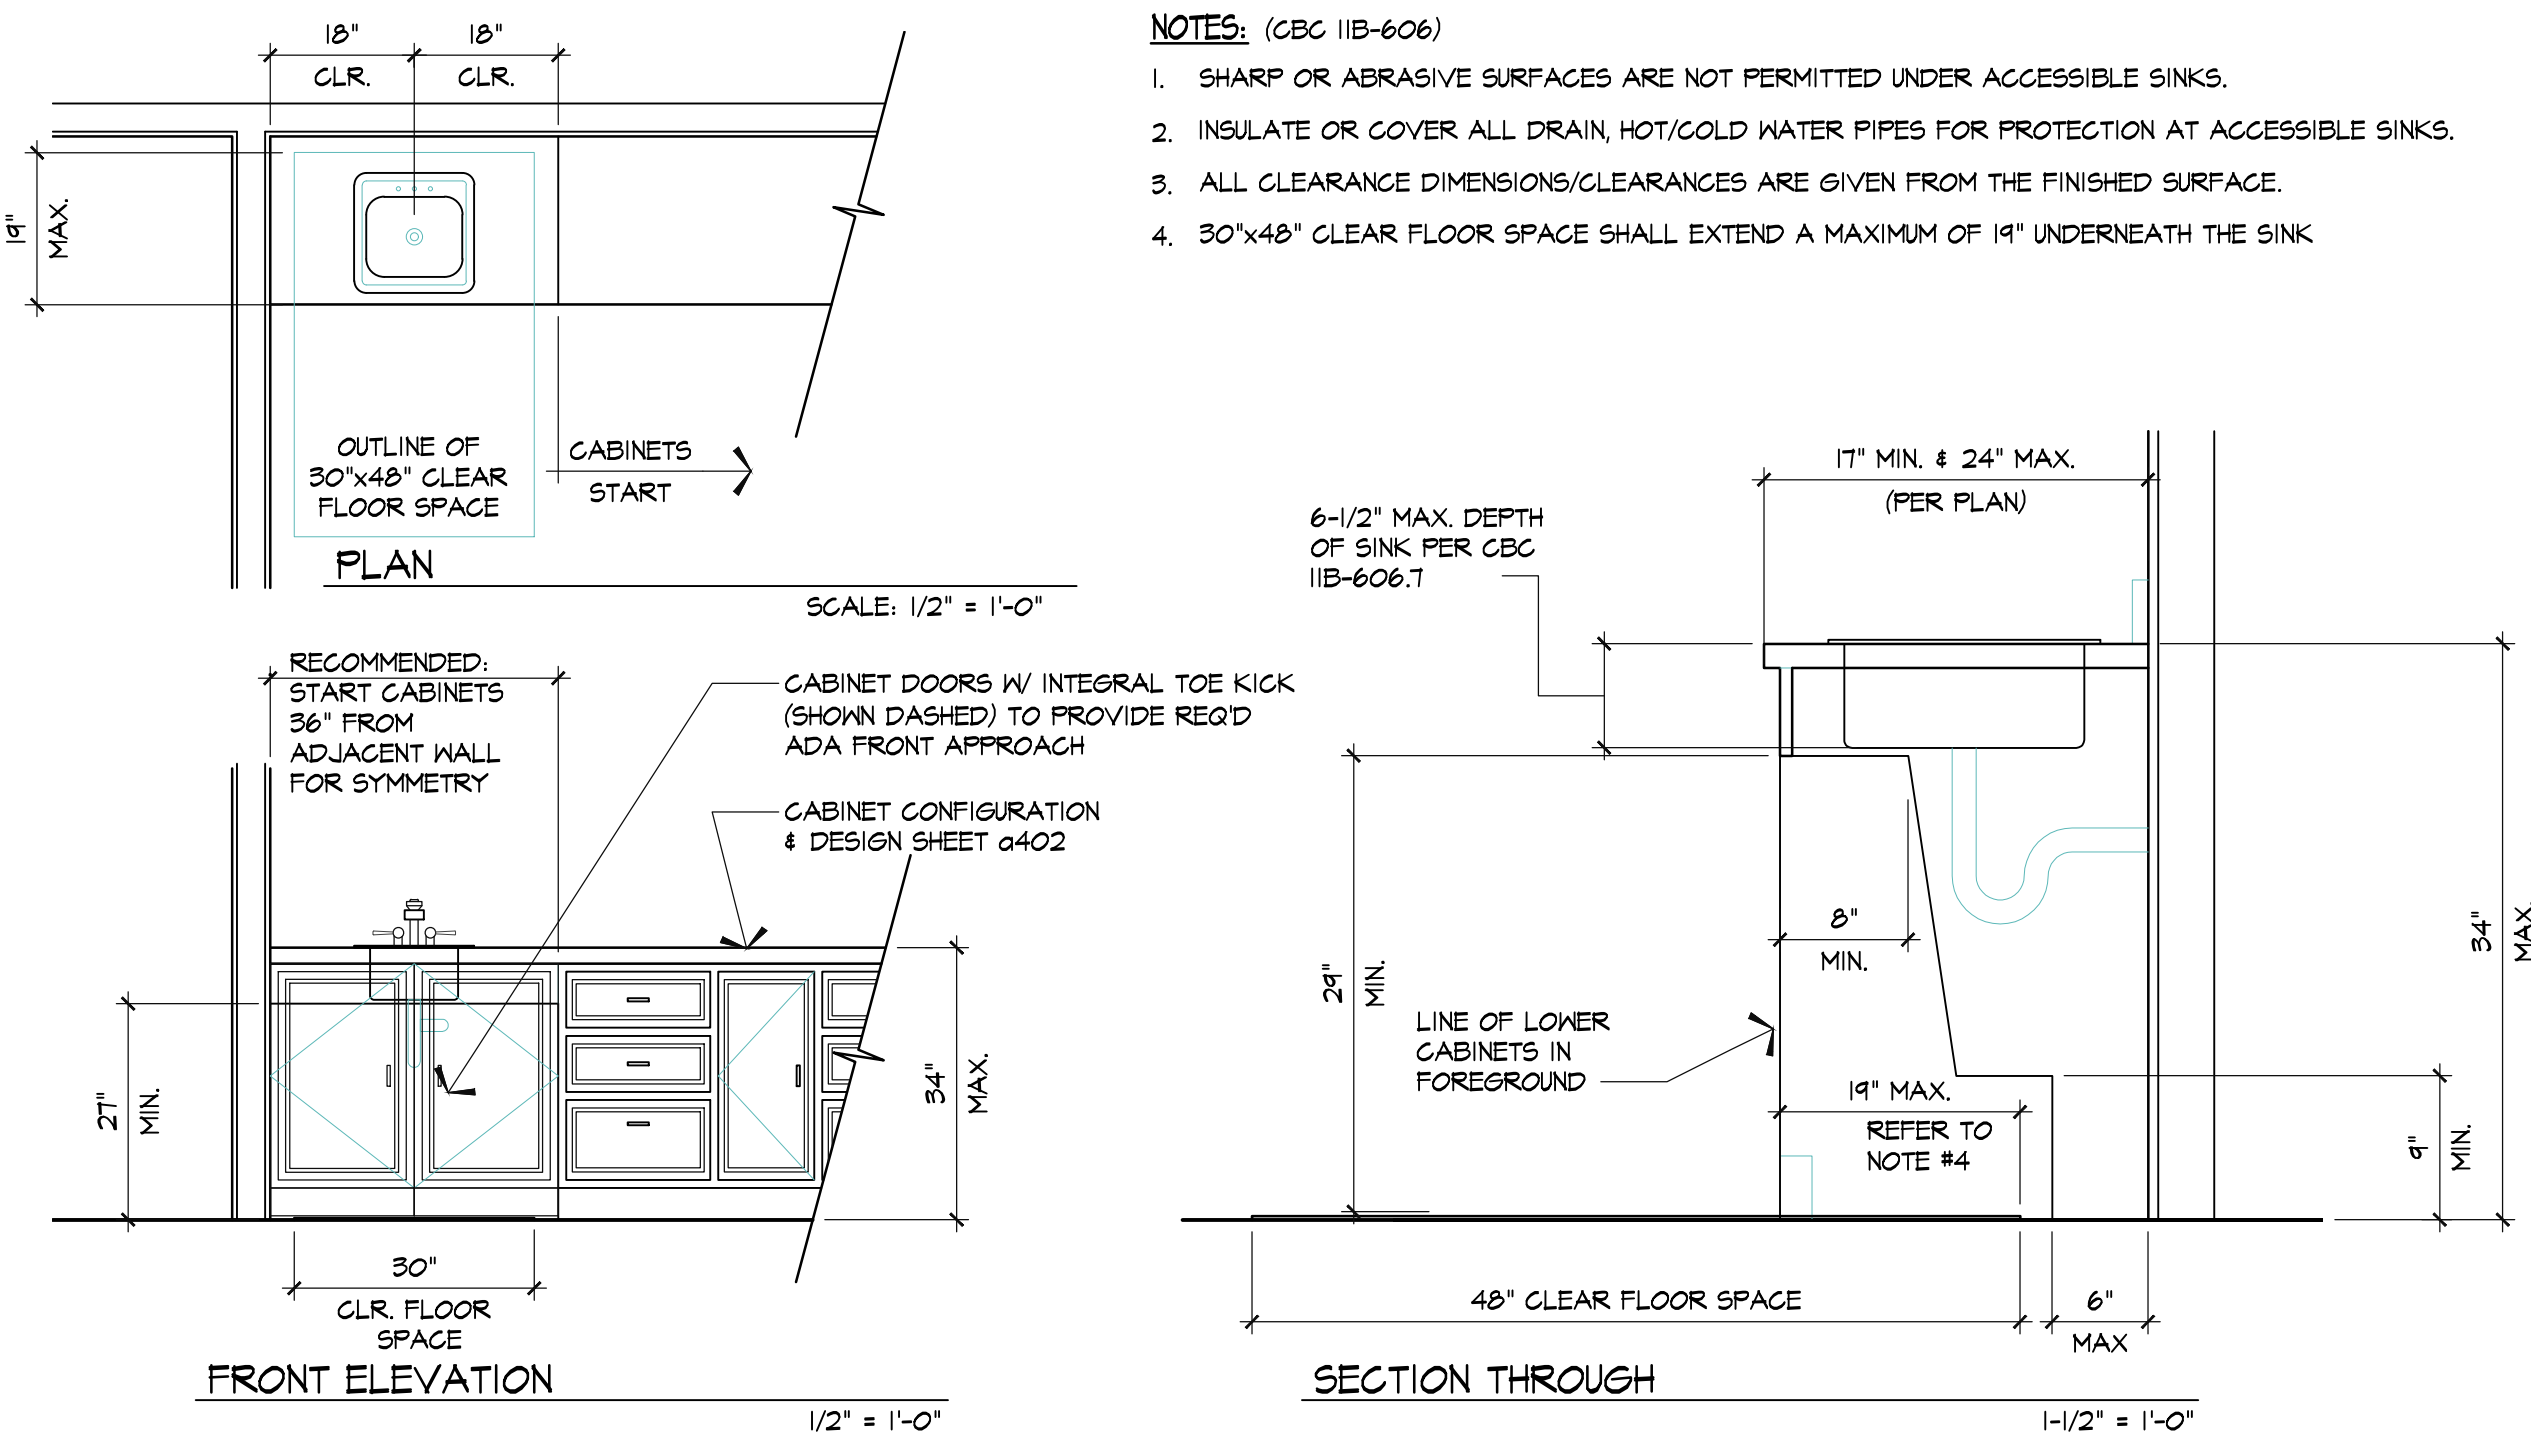 18"
18"
CLR.
CLR.
19"
MAX.
OUTLINE OF
30"x48" CLEAR
FLOOR SPACE
CABINETS
START
PLAN
SCALE: 1/2" = 1'-0"
NOTES: (CBC 11B-606)
1. SHARP OR ABRASIVE SURFACES ARE NOT PERMITTED UNDER ACCESSIBLE SINKS.
2. INSULATE OR COVER ALL DRAIN, HOT/COLD WATER PIPES FOR PROTECTION AT ACCESSIBLE SINKS.
3. ALL CLEARANCE DIMENSIONS/CLEARANCES ARE GIVEN FROM THE FINISHED SURFACE.
4. 30"x48" CLEAR FLOOR SPACE SHALL EXTEND A MAXIMUM OF 19" UNDERNEATH THE SINK
RECOMMENDED:
START CABINETS
36" FROM
ADJACENT WALL
FOR SYMMETRY
CABINET DOORS W/ INTEGRAL TOE KICK
(SHOWN DASHED) TO PROVIDE REQ'D
ADA FRONT APPROACH
CABINET CONFIGURATION
& DESIGN SHEET a402
27"
MIN.
34"
MAX.
30"
CLR. FLOOR
SPACE
FRONT ELEVATION
1/2" = 1'-0"
17" MIN. & 24" MAX.
(PER PLAN)
6-1/2" MAX. DEPTH
OF SINK PER CBC
11B-606.7
29"
MIN.
8"
MIN.
LINE OF LOWER
CABINETS IN
FOREGROUND
19" MAX.
REFER TO
NOTE #4
34"
MAX.
9"
MIN.
48" CLEAR FLOOR SPACE
6"
MAX
SECTION THROUGH
1-1/2" = 1'-0"